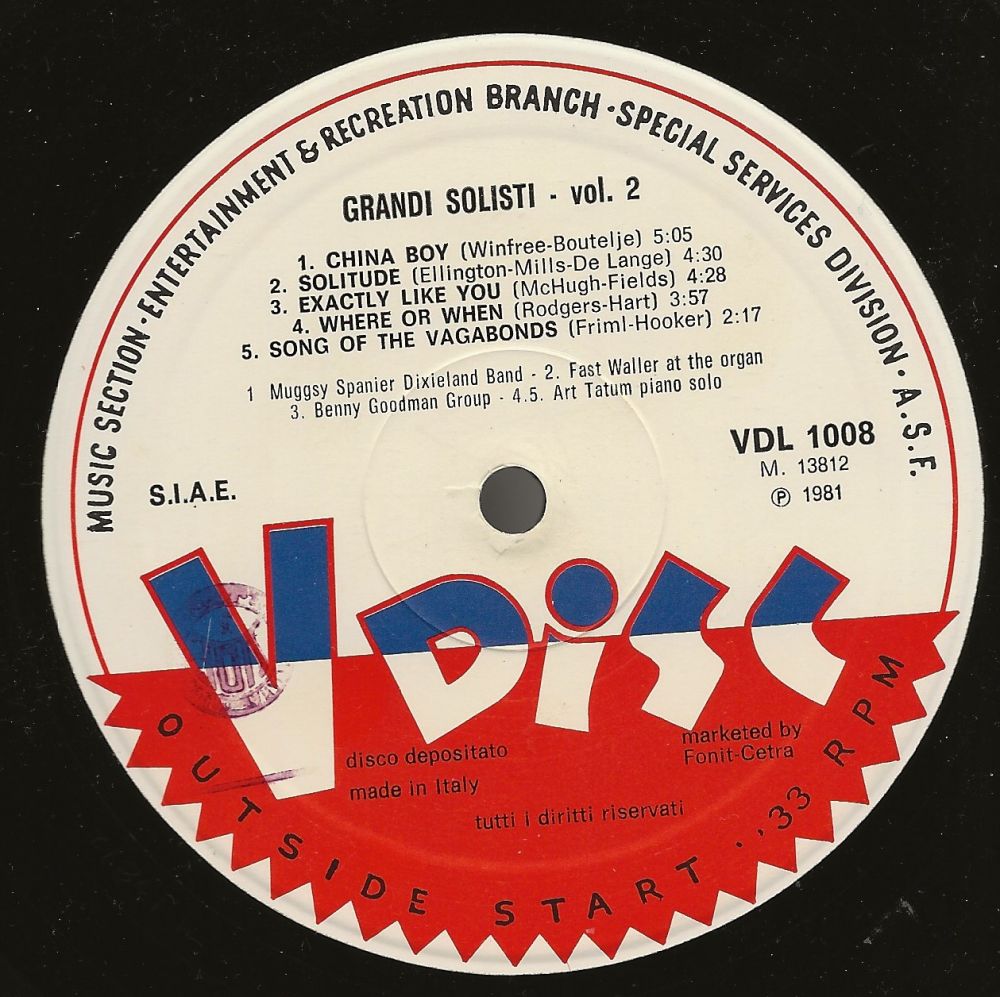 MUSIC SECTION · ENTERTAINMENT & RECREATION BRANCH · SPECIAL SERVICES DIVISION · A.S.F.
GRANDI SOLISTI - vol. 2
1. CHINA BOY (Winfree-Boutelje) 5:05
2. SOLITUDE (Ellington-Mills-De Lange) 4:30
3. EXACTLY LIKE YOU (McHugh-Fields) 4:28
4. WHERE OR WHEN (Rodgers-Hart) 3:57
5. SONG OF THE VAGABONDS (Friml-Hooker) 2:17
1 Muggsy Spanier Dixieland Band - 2. Fast Waller at the organ
3. Benny Goodman Group - 4.5. Art Tatum piano solo
VDL 1008
M. 13812
℗ 1981
S.I.A.E.
V DiSC
disco depositato
made in Italy
marketed by
Fonit-Cetra
tutti i diritti riservati
OUTSIDE START..33 RPM